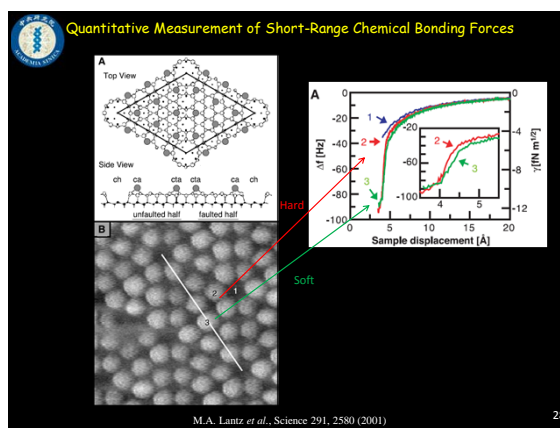 Quantitative Measurement of Short-Range Chemical Bonding Forces
ACADEMIA SINICA
A
Top View
Side View
ch ca cta cta ca ch
unfaulted half faulted half
B
2 1
3
Hard
Soft
A
0
-20
-40
-60
-80
-100
Δf [Hz]
0
-4
-8
-12
γ[fN m^1/2]
1
2
3
-20
-60
-100
2
3
4 5
0 5 10 15 20
Sample displacement [Å]
M.A. Lantz et al., Science 291, 2580 (2001)